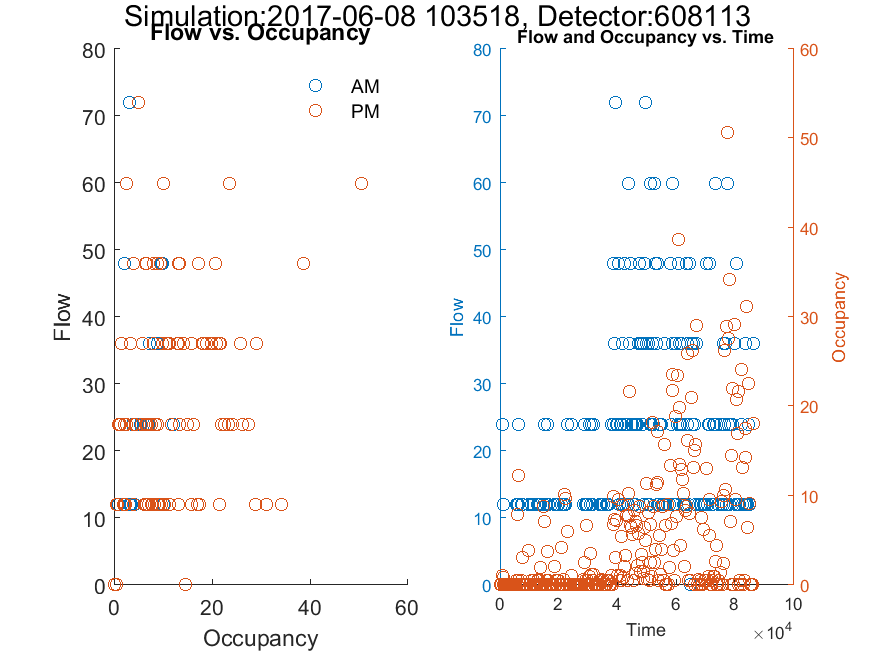 Simulation:2017-06-08 103518, Detector:608113
Flow vs. Occupancy
Flow and Occupancy vs. Time
AM
PM
80
70
60
50
40
30
20
10
0
Flow
0 20 40 60
Occupancy
80
70
60
50
40
30
20
10
0
Flow
60
50
40
30
20
10
0
Occupancy
0 2 4 6 8 10
×10⁴
Time